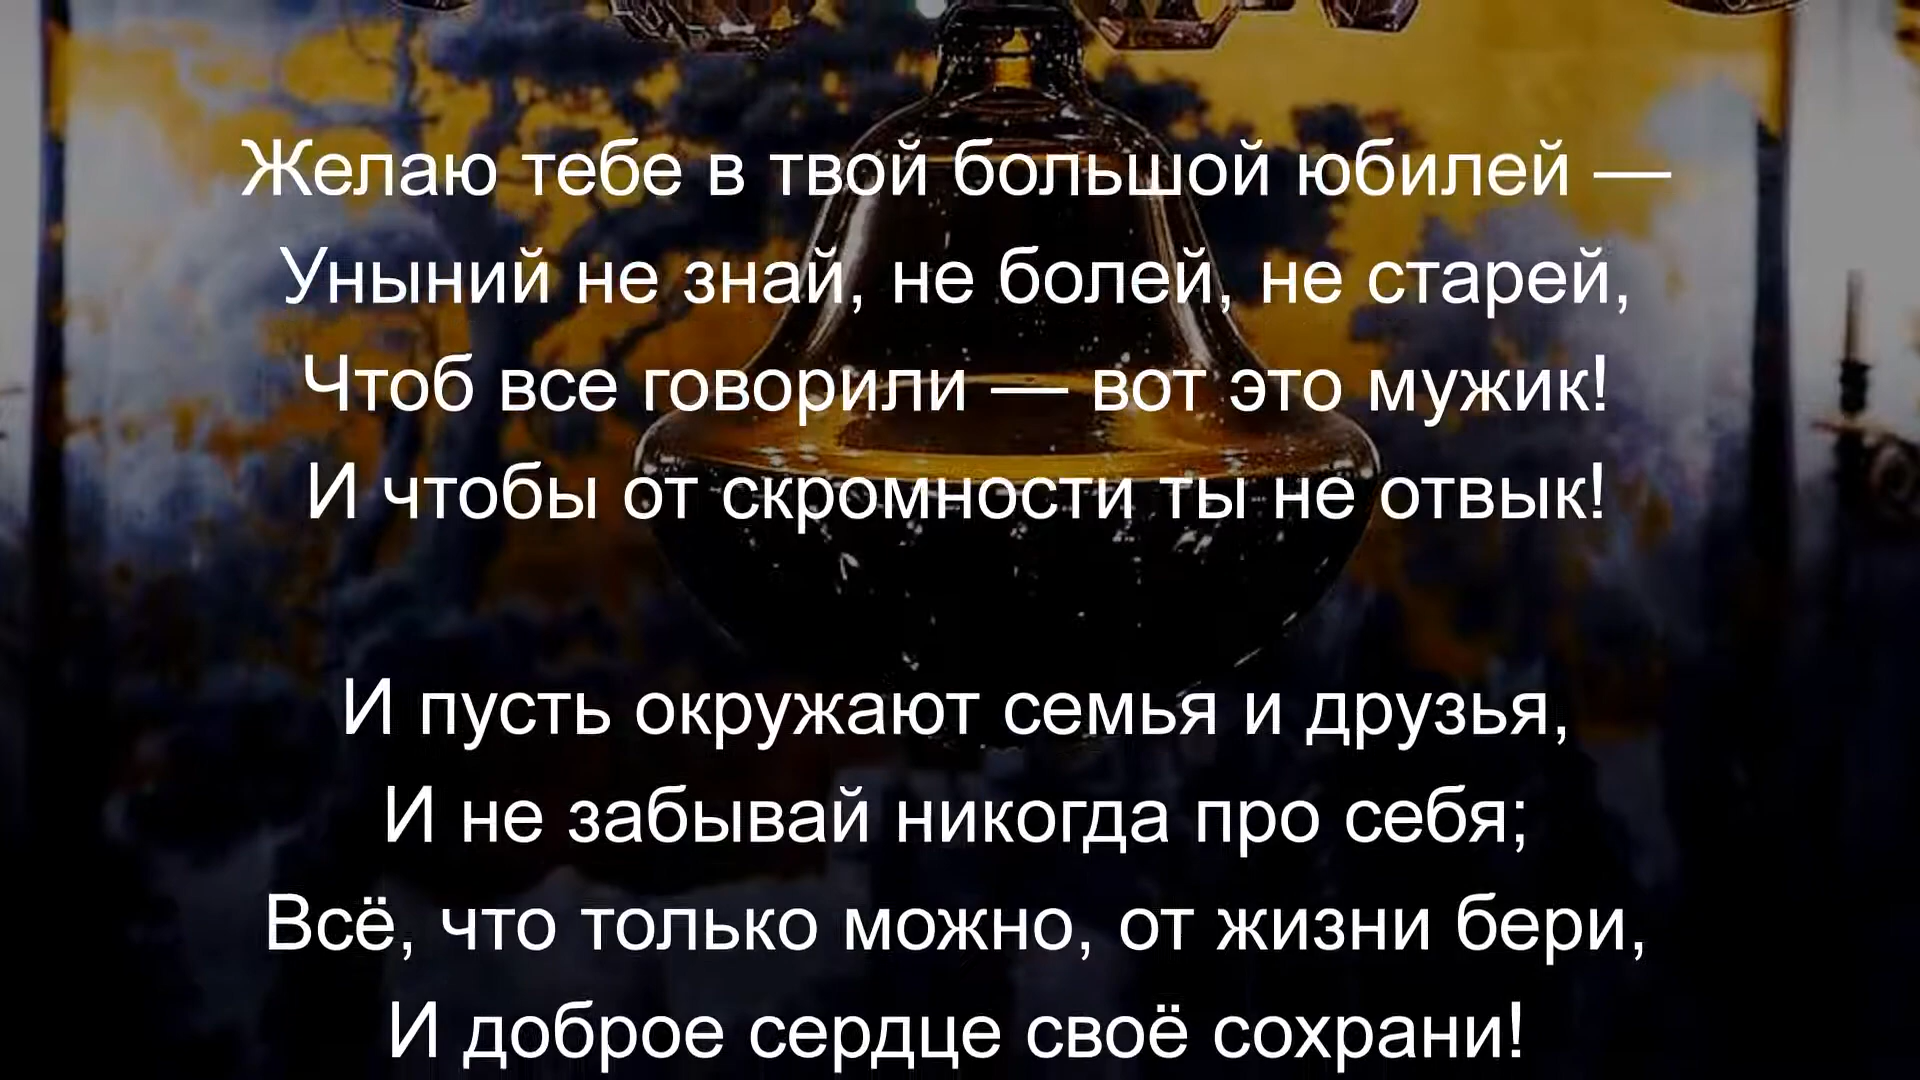 Желаю тебе в твой большой юбилей —
Уныний не знай, не болей, не старей,
Чтоб все говорили — вот это мужик!
И чтобы от скромности ты не отвык!
И пусть окружают семья и друзья,
И не забывай никогда про себя;
Всё, что только можно, от жизни бери,
И доброе сердце своё сохрани!